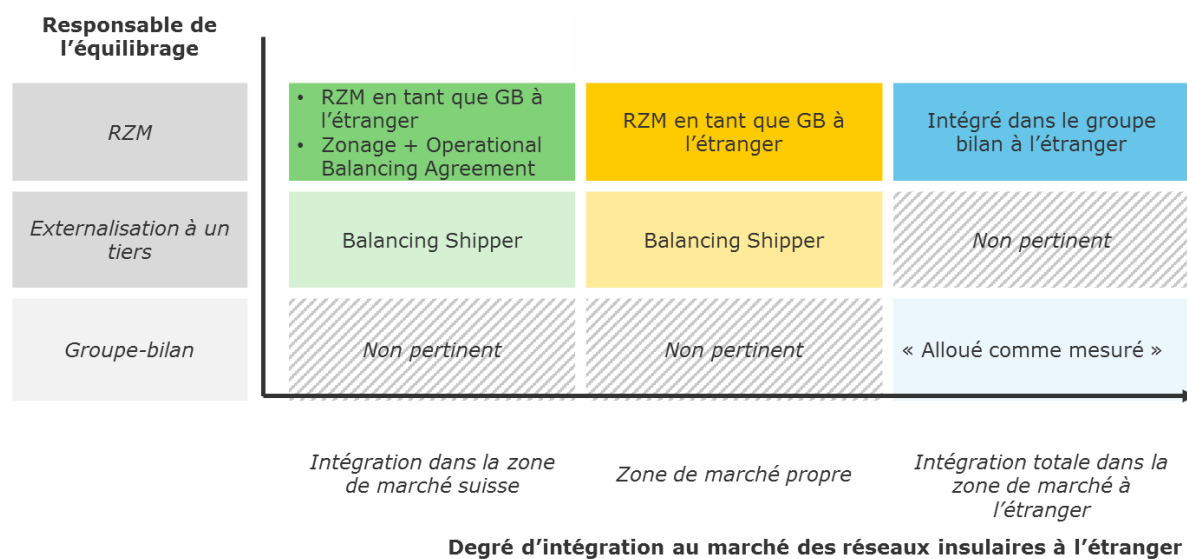 Responsable de
l’équilibrage
RZM
• RZM en tant que GB à
l’étranger
• Zonage + Operational
Balancing Agreement
RZM en tant que GB à
l’étranger
Intégré dans le groupe
bilan à l’étranger
Externalisation à un
tiers
Balancing Shipper
Balancing Shipper
Non pertinent
Groupe-bilan
Non pertinent
Non pertinent
« Alloué comme mesuré »
Intégration dans la zone
de marché suisse
Zone de marché propre
Intégration totale dans la
zone de marché à
l’étranger
Degré d’intégration au marché des réseaux insulaires à l’étranger